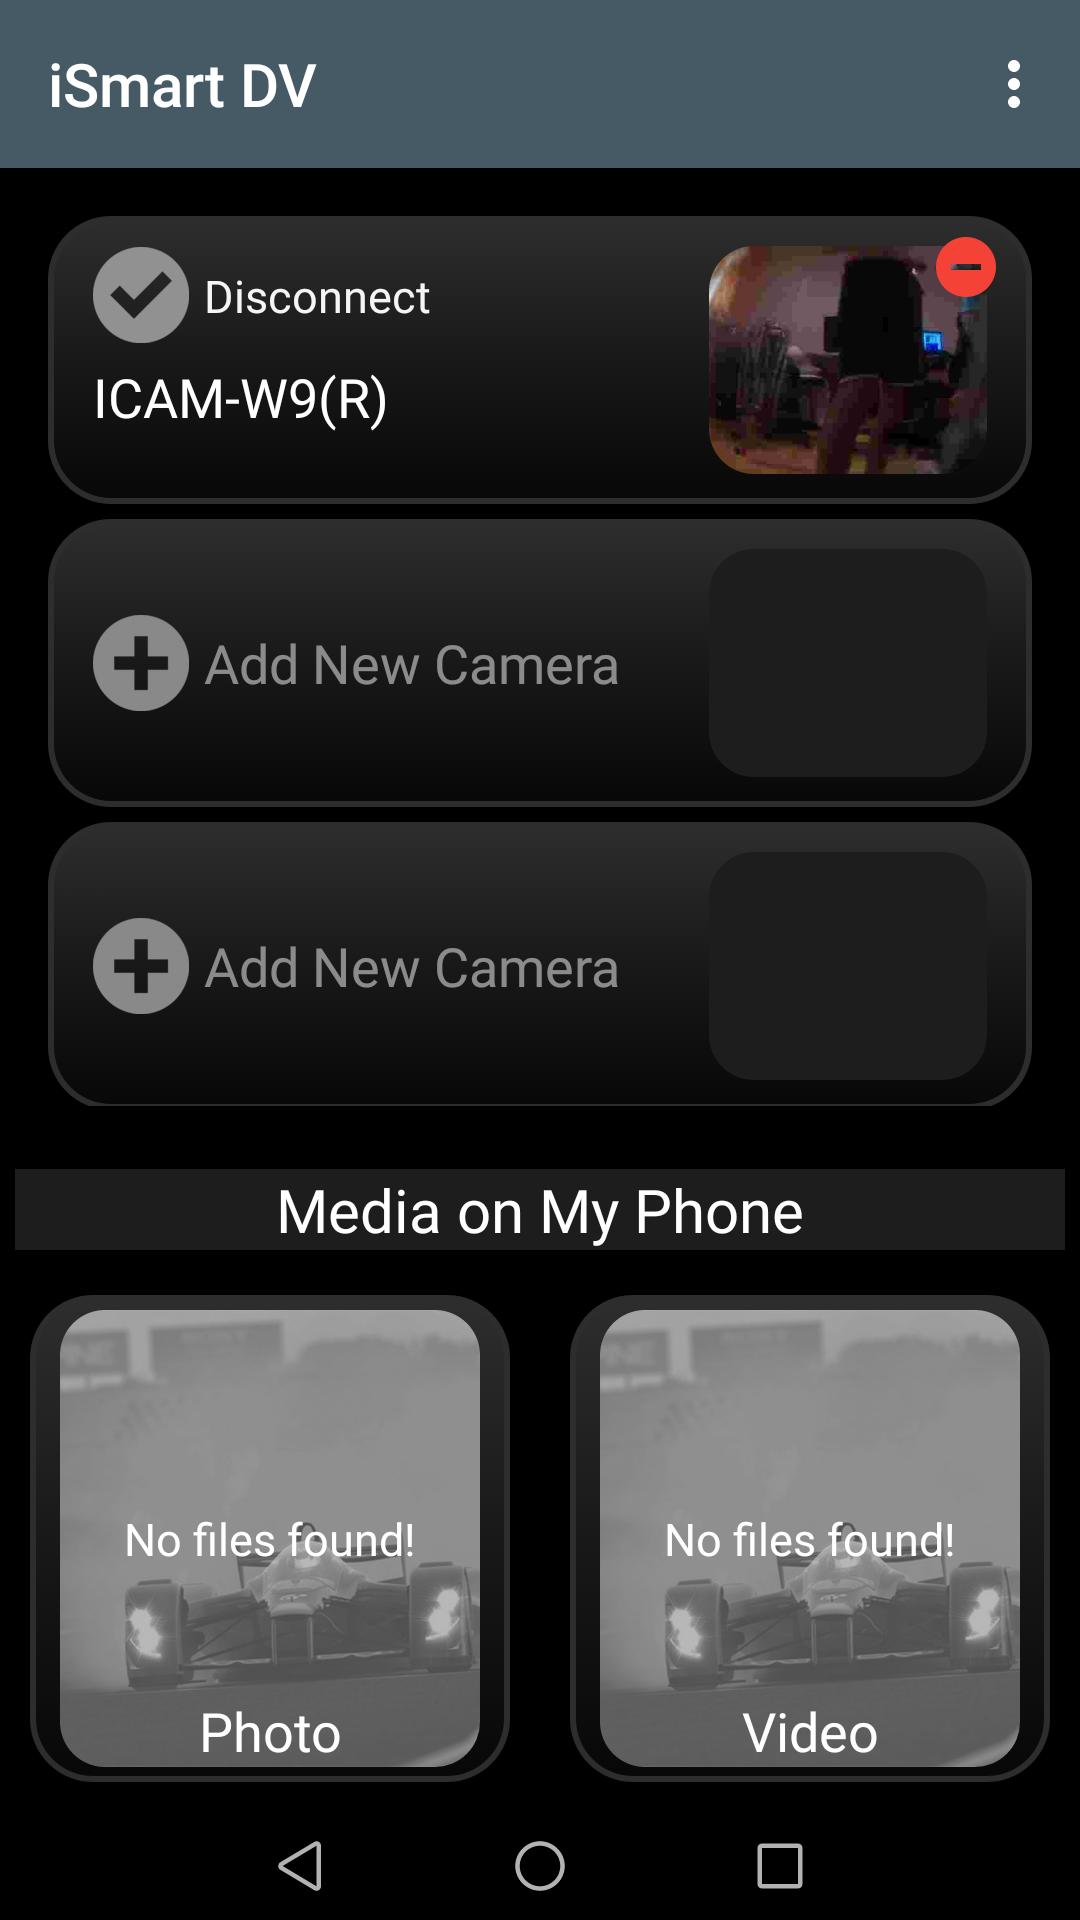 iSmart DV
Disconnect
ICAM-W9(R)
Add New Camera
Add New Camera
Media on My Phone
No files found!
No files found!
Photo
Video